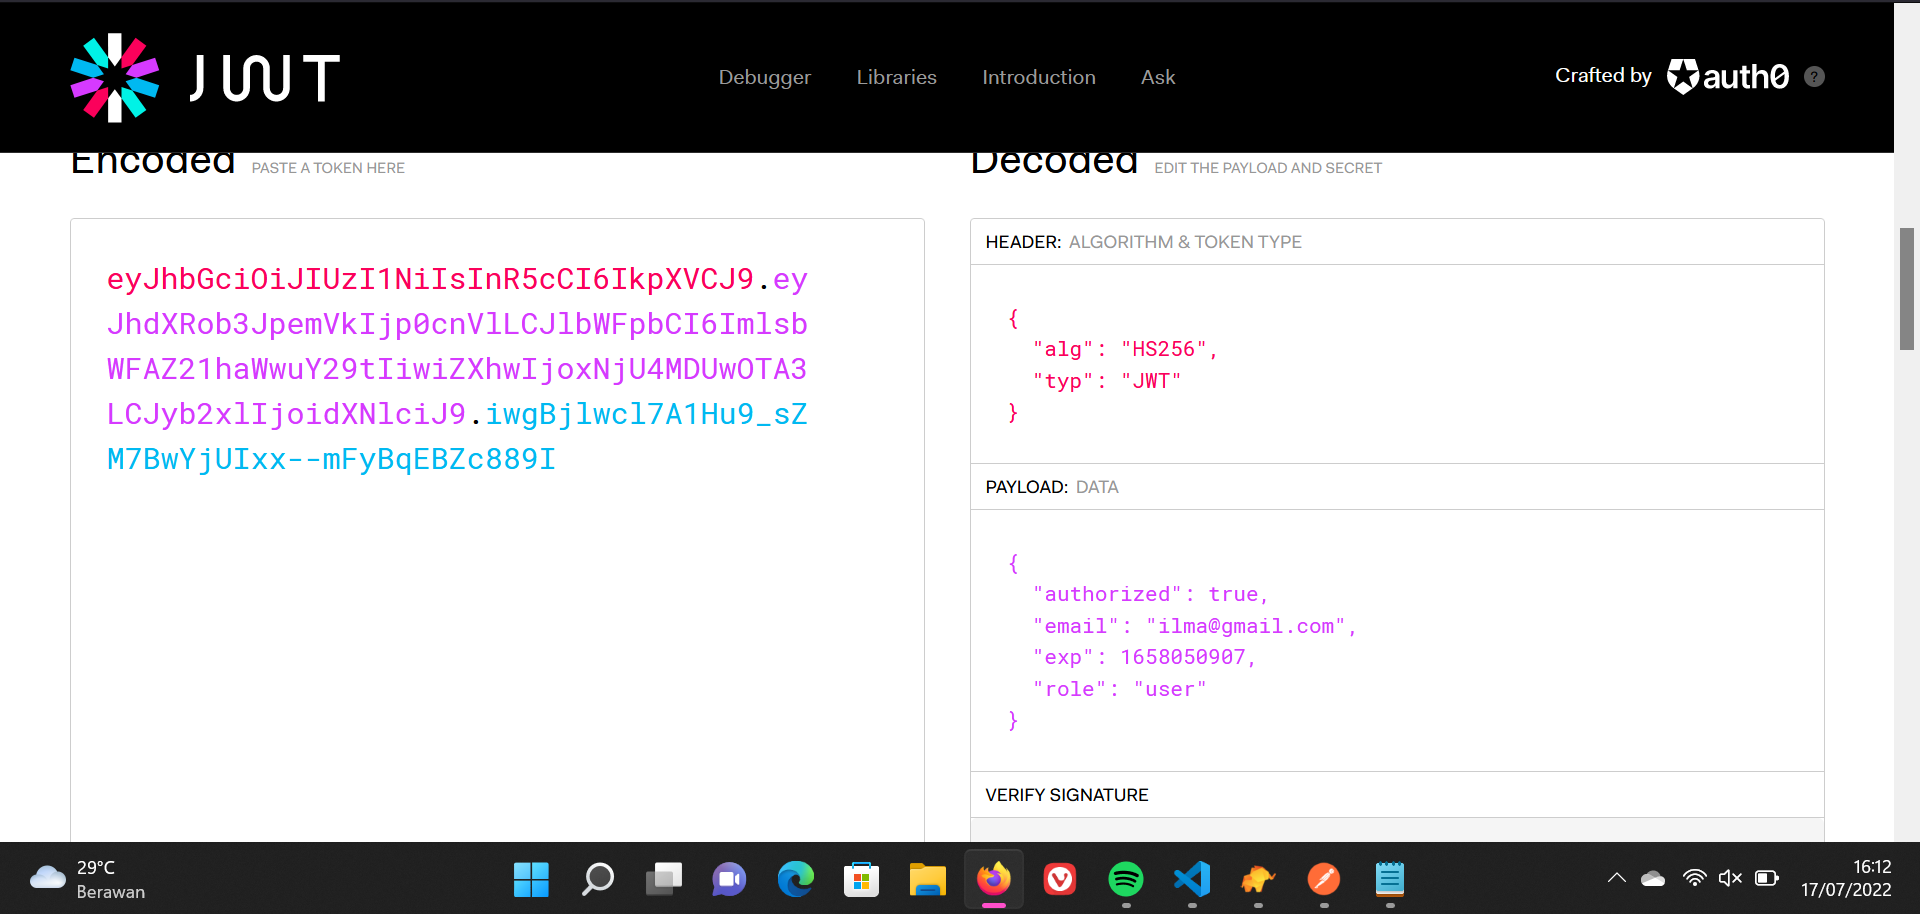 JWT
Debugger Libraries Introduction Ask
Crafted by auth0 ?
Encoded PASTE A TOKEN HERE
Decoded EDIT THE PAYLOAD AND SECRET
eyJhbGciOiJIUzI1NiIsInR5cCI6IkpXVCJ9.ey
JhdXRob3JpemVkIjp0cnVlLCJlbWFpbCI6Imlsb
WFAZ21haWwuY29tIiwiZXhwIjoxNjU4MDUwOTA3
LCJyb2xlIjoidXNlciJ9.iwgBjlwcl7A1Hu9_sZ
M7BwYjUIxx--mFyBqEBZc889I
HEADER: ALGORITHM & TOKEN TYPE
{
"alg": "HS256",
"typ": "JWT"
}
PAYLOAD: DATA
{
"authorized": true,
"email": "ilma@gmail.com",
"exp": 1658050907,
"role": "user"
}
VERIFY SIGNATURE
29°C
Berawan
16:12
17/07/2022